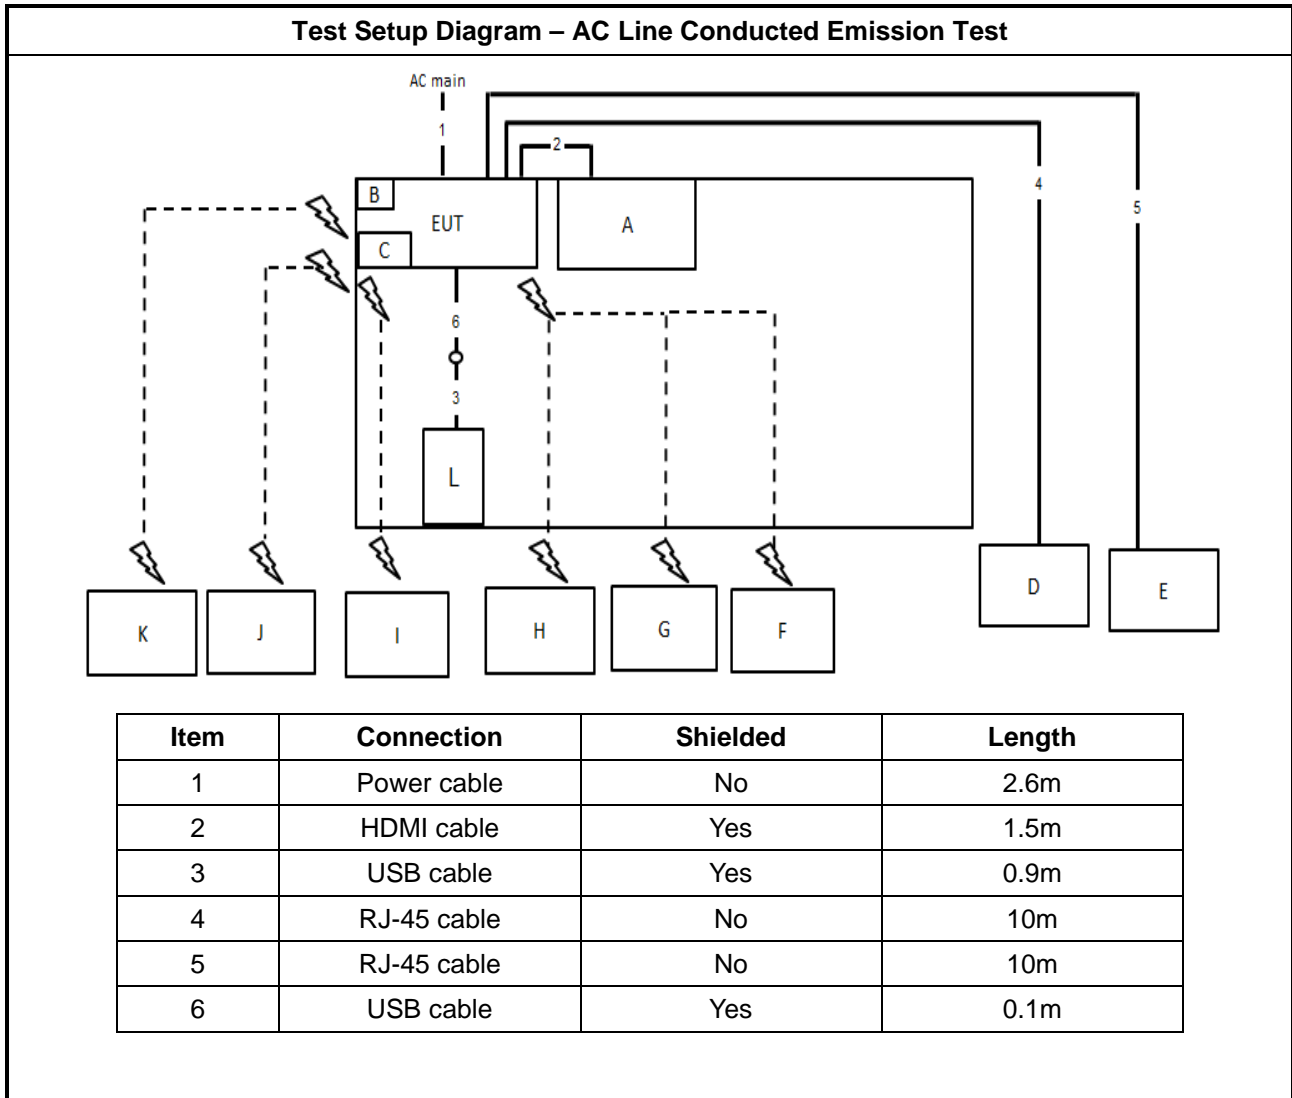 Test Setup Diagram – AC Line Conducted Emission Test
AC main
1
2
4
5
B
EUT
A
C
6
3
L
D
E
K
J
I
H
G
F
Item Connection Shielded Length
1 Power cable No 2.6m
2 HDMI cable Yes 1.5m
3 USB cable Yes 0.9m
4 RJ-45 cable No 10m
5 RJ-45 cable No 10m
6 USB cable Yes 0.1m